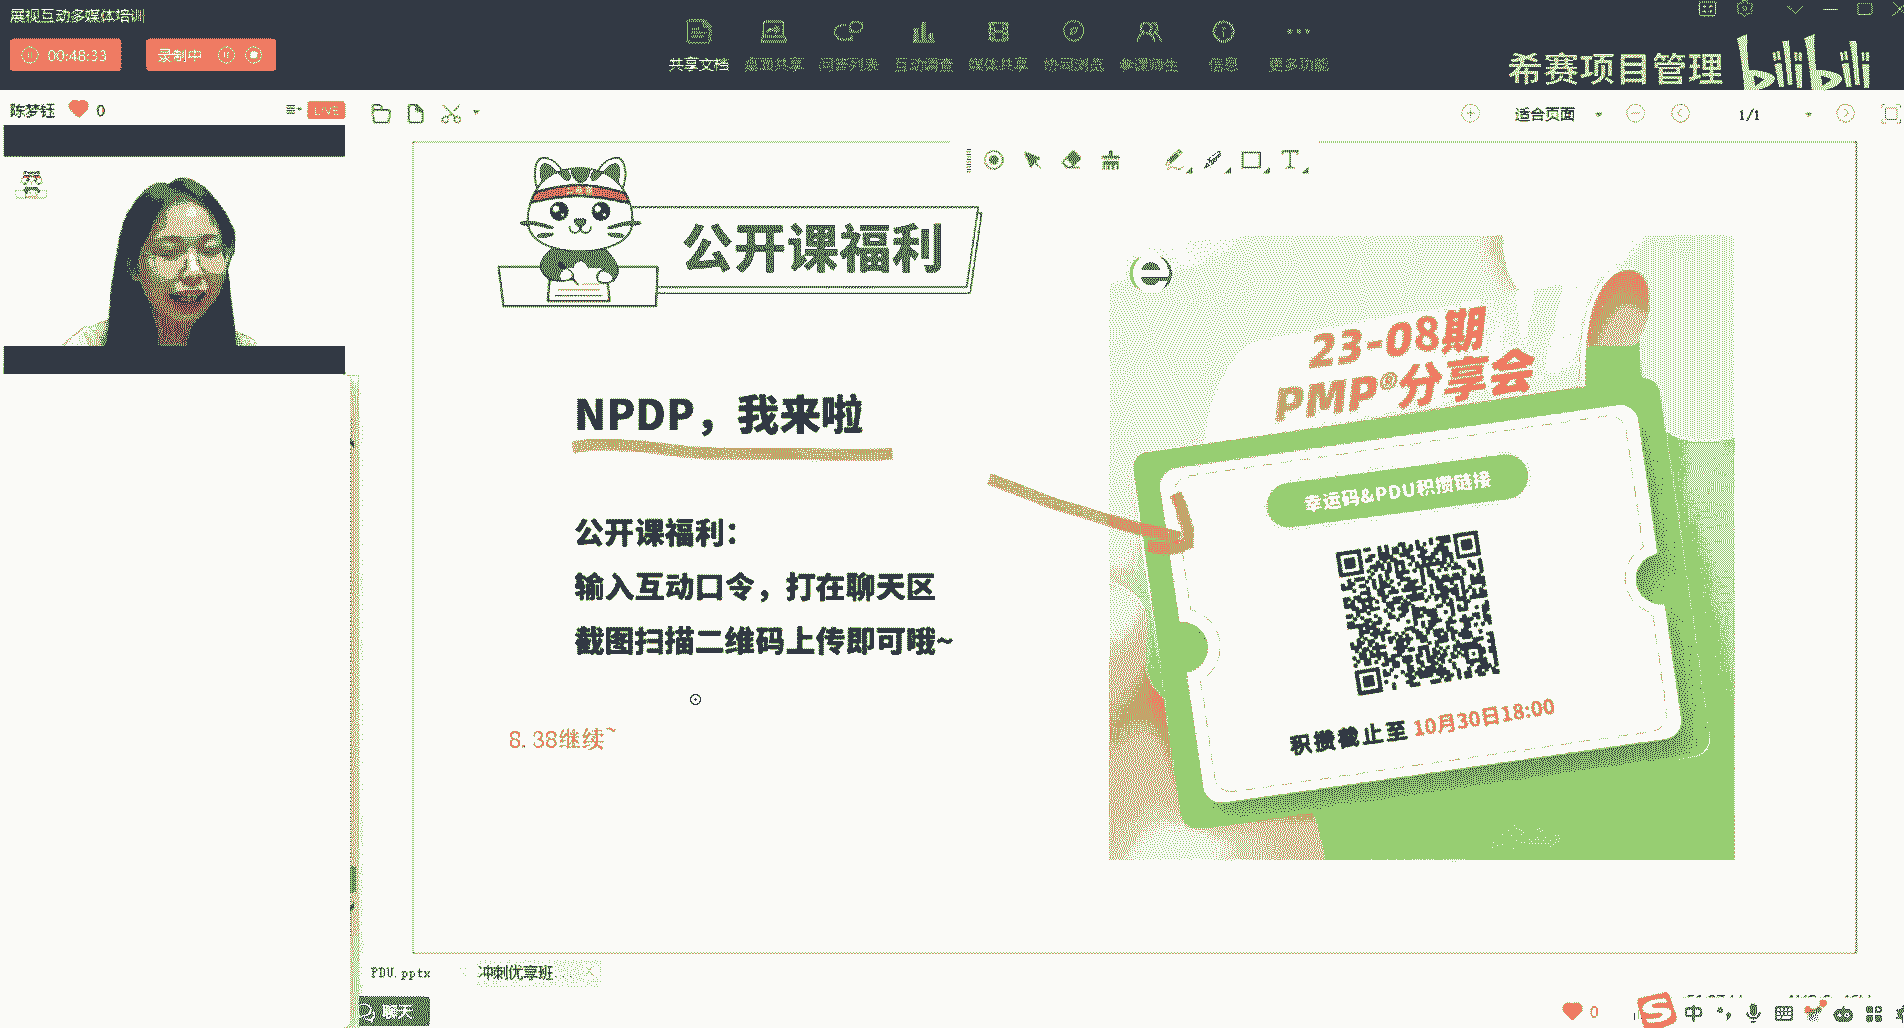 展视互动多媒体培训
00:48:33
录制中
共享文档
桌面共享
问答列表
互动调查
媒体共享
协同浏览
参课师生
信息
更多功能
希赛项目管理
bilibili
陈梦钰
0
LIVE
适合页面
1/1
公开课福利
NPDP，我来啦
公开课福利：
输入互动口令，打在聊天区
截图扫描二维码上传即可哦~
8.38继续~
23-08期
PMP®分享会
幸运码&PDU积攒链接
积攒截止至 10月30日18:00
PDU.pptx
冲刺优享班
聊天
0
中